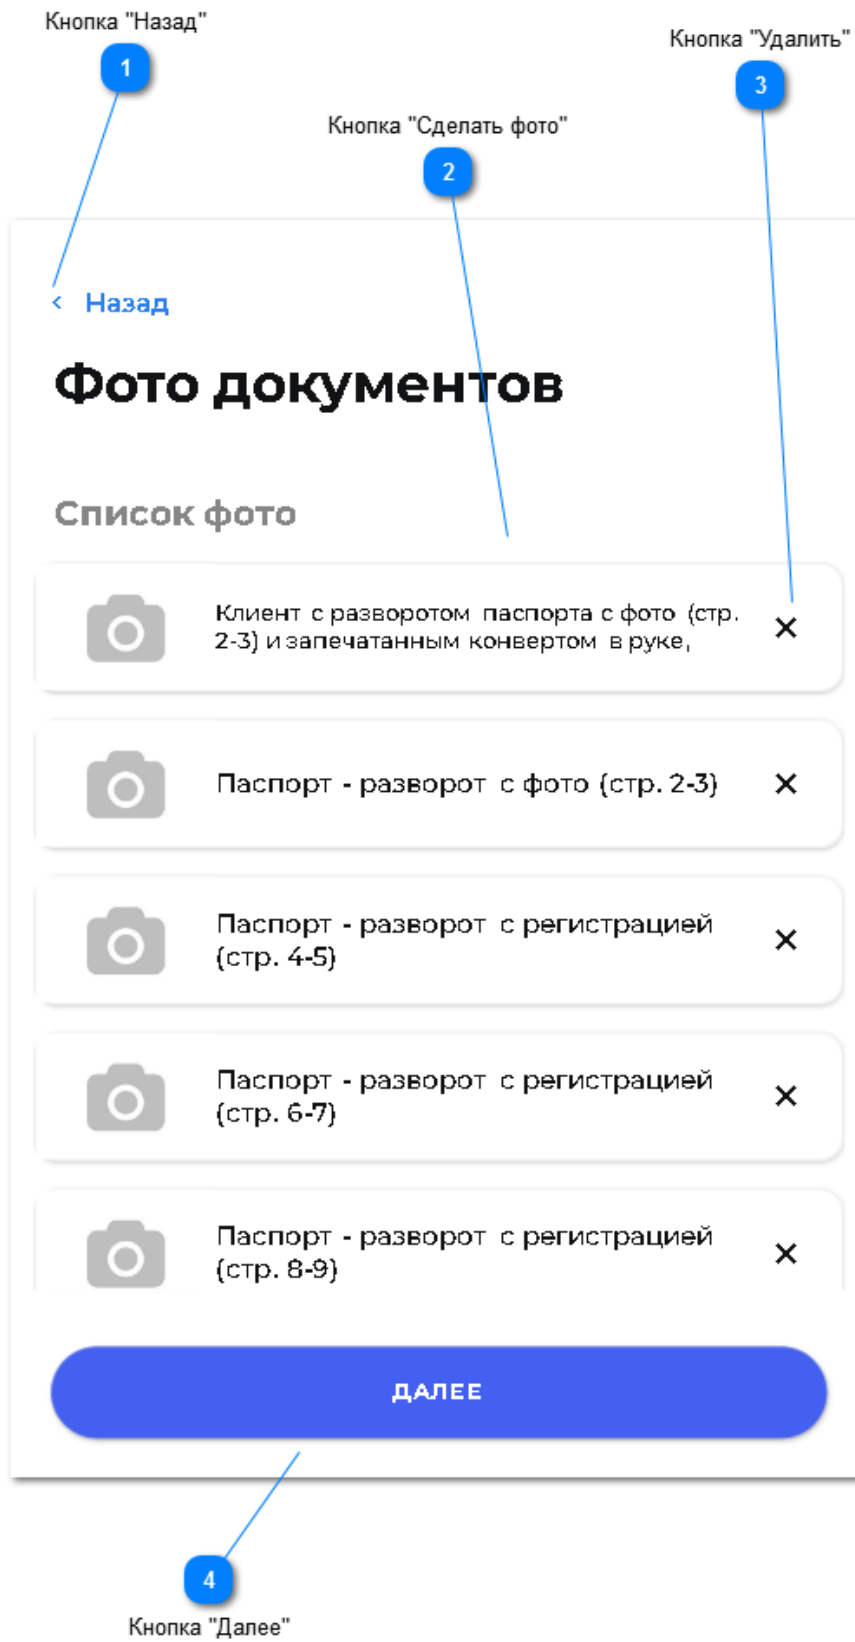 Кнопка "Назад"
1
Кнопка "Удалить"
3
Кнопка "Сделать фото"
2
< Назад
Фото документов
Список фото
Клиент с разворотом паспорта с фото (стр.
2-3) и запечатанным конвертом в руке,
Паспорт - разворот с фото (стр. 2-3)
Паспорт - разворот с регистрацией
(стр. 4-5)
Паспорт - разворот с регистрацией
(стр. 6-7)
Паспорт - разворот с регистрацией
(стр. 8-9)
ДАЛЕЕ
4
Кнопка "Далее"